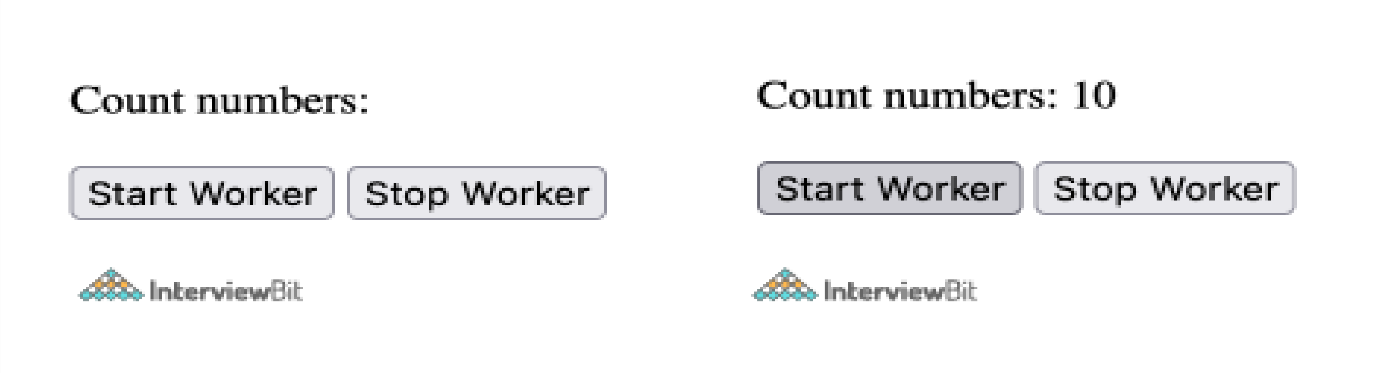 Count numbers:
Start Worker Stop Worker
InterviewBit
Count numbers: 10
Start Worker Stop Worker
InterviewBit